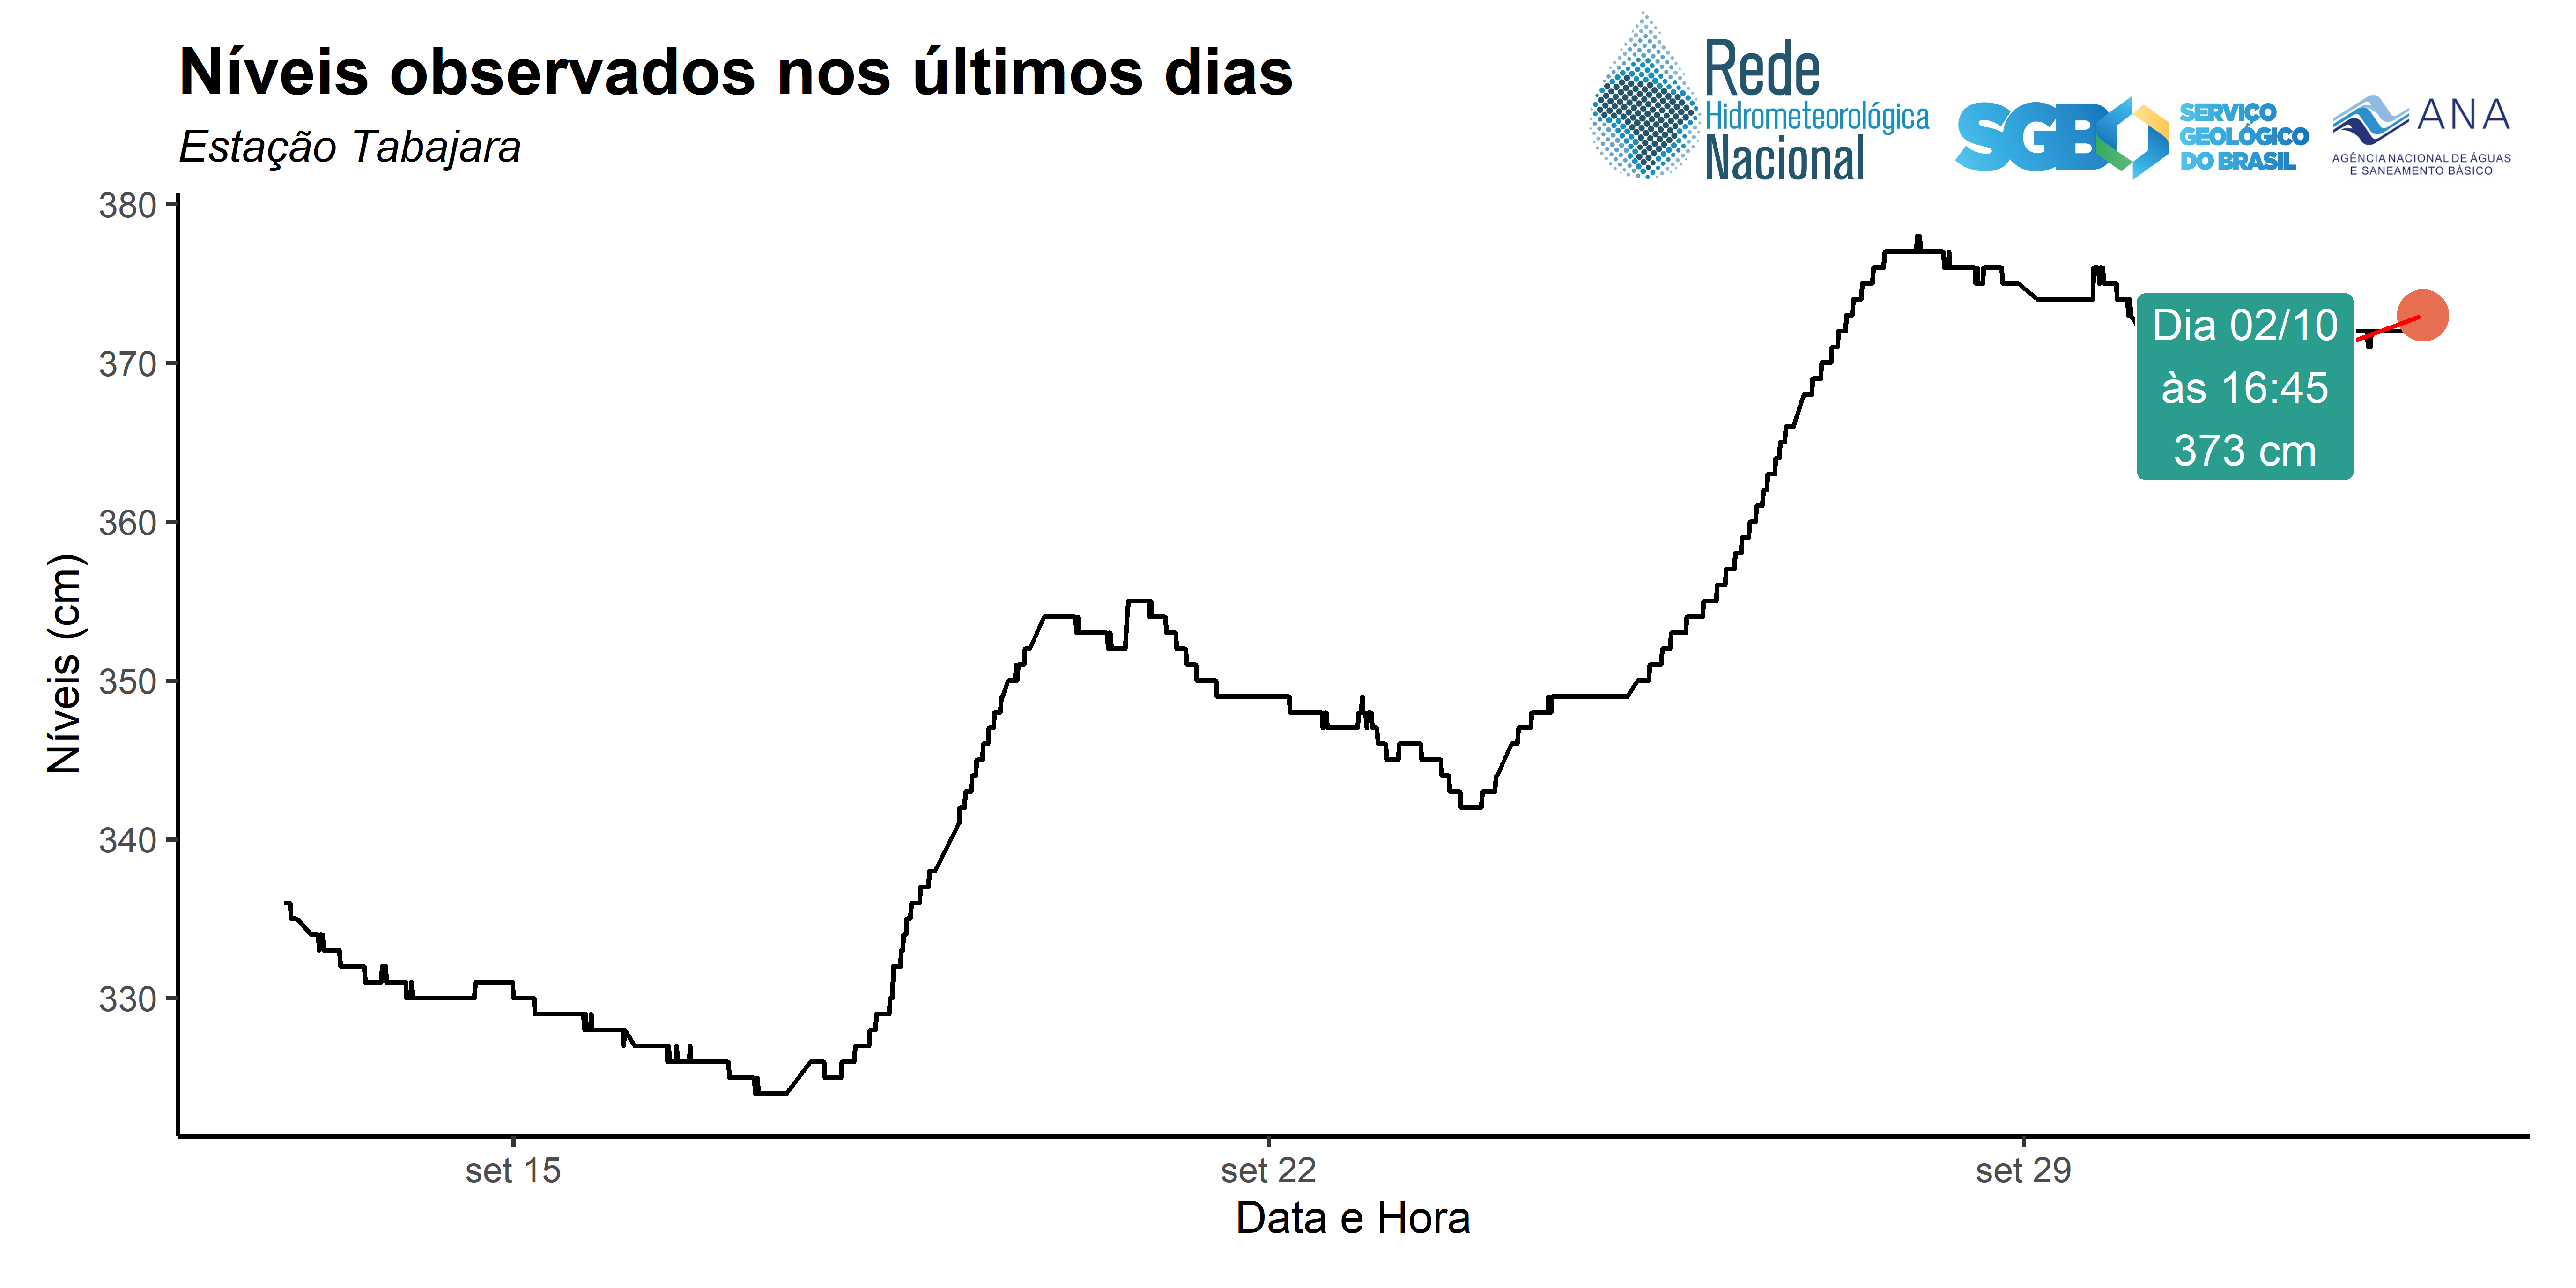 Níveis observados nos últimos dias
Estação Tabajara
Rede
Hidrometeorológica
Nacional
SGB
SERVIÇO
GEOLÓGICO
DO BRASIL
ANA
AGÊNCIA NACIONAL DE ÁGUAS
E SANEAMENTO BÁSICO
380
370
360
350
340
330
Níveis (cm)
Dia 02/10
às 16:45
373 cm
set 15
set 22
set 29
Data e Hora